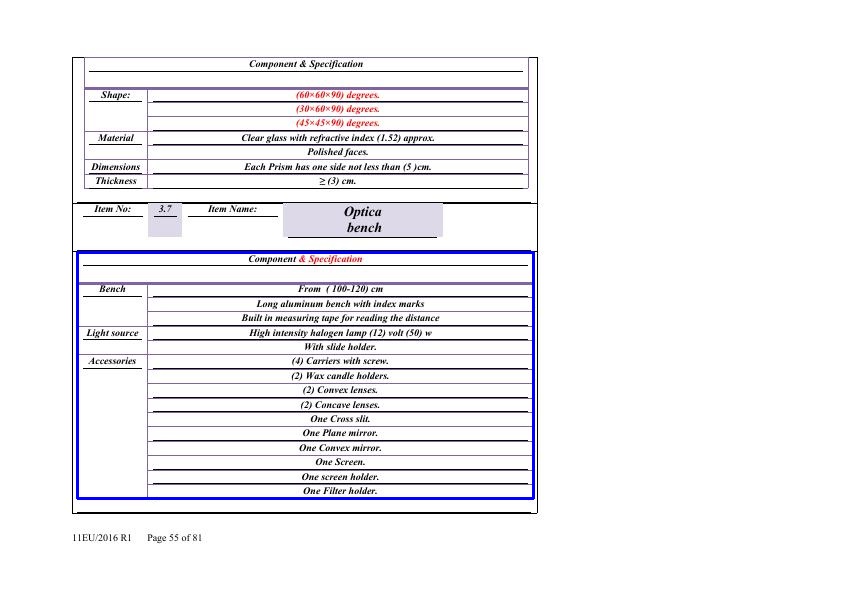 Component & Specification
Shape: (60×60×90) degrees.
(30×60×90) degrees.
(45×45×90) degrees.
Material Clear glass with refractive index (1.52) approx.
Polished faces.
Dimensions Each Prism has one side not less than (5 )cm.
Thickness ≥ (3) cm.
Item No: 3.7 Item Name: Optica
bench
Component & Specification
Bench From ( 100-120) cm
Long aluminum bench with index marks
Built in measuring tape for reading the distance
Light source High intensity halogen lamp (12) volt (50) w
With slide holder.
Accessories (4) Carriers with screw.
(2) Wax candle holders.
(2) Convex lenses.
(2) Concave lenses.
One Cross slit.
One Plane mirror.
One Convex mirror.
One Screen.
One screen holder.
One Filter holder.
11EU/2016 R1 Page 55 of 81